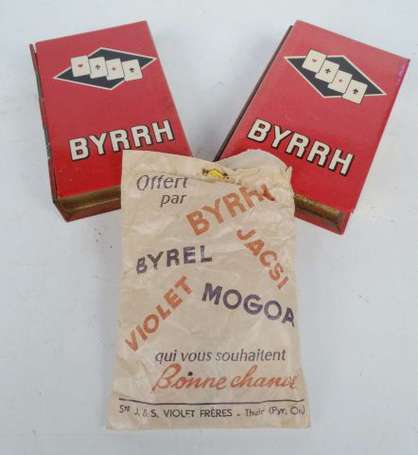 BYRRH
BYRRH
Offert
par
BYRRH
JACSI
BYREL
VIOLET
MOGOA
qui vous souhaitent
Bonne chance
Sté J. & S. VIOLET FRÈRES - Thuir (Pyr. Or.)